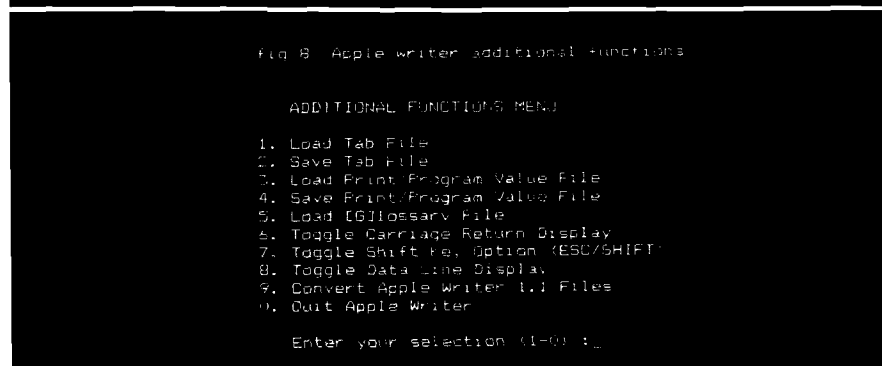 fig 8 Apple writer additional functions
ADDITIONAL FUNCTIONS MENU
1. Load Tab File
2. Save Tab File
3. Load Print/Program Value File
4. Save Print/Program Value File
5. Load [G]lossary File
6. Toggle Carriage Return Display
7. Toggle Shift Key Option (ESC/SHIFT)
8. Toggle Data Line Display
9. Convert Apple Writer 1.1 Files
0. Quit Apple Writer
Enter your selection (1-0) :_